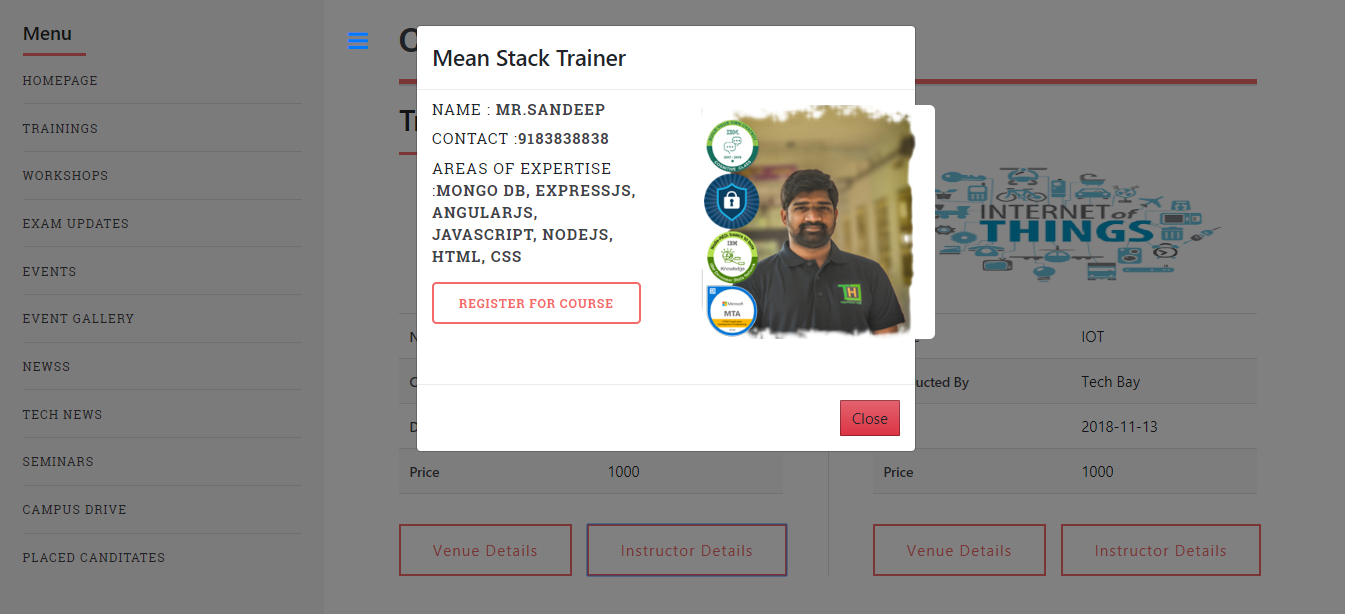 Menu
HOMEPAGE
TRAININGS
WORKSHOPS
EXAM UPDATES
EVENTS
EVENT GALLERY
NEWSS
TECH NEWS
SEMINARS
CAMPUS DRIVE
PLACED CANDITATES
Mean Stack Trainer
NAME : MR.SANDEEP
CONTACT :9183838838
AREAS OF EXPERTISE
:MONGO DB, EXPRESSJS,
ANGULARJS,
JAVASCRIPT, NODEJS,
HTML, CSS
REGISTER FOR COURSE
IBM
IBM
Knowledge
Microsoft
MTA
Close
INTERNET of
THINGS
IOT
ucted By Tech Bay
2018-11-13
Price 1000
Price 1000
Venue Details
Instructor Details
Venue Details
Instructor Details